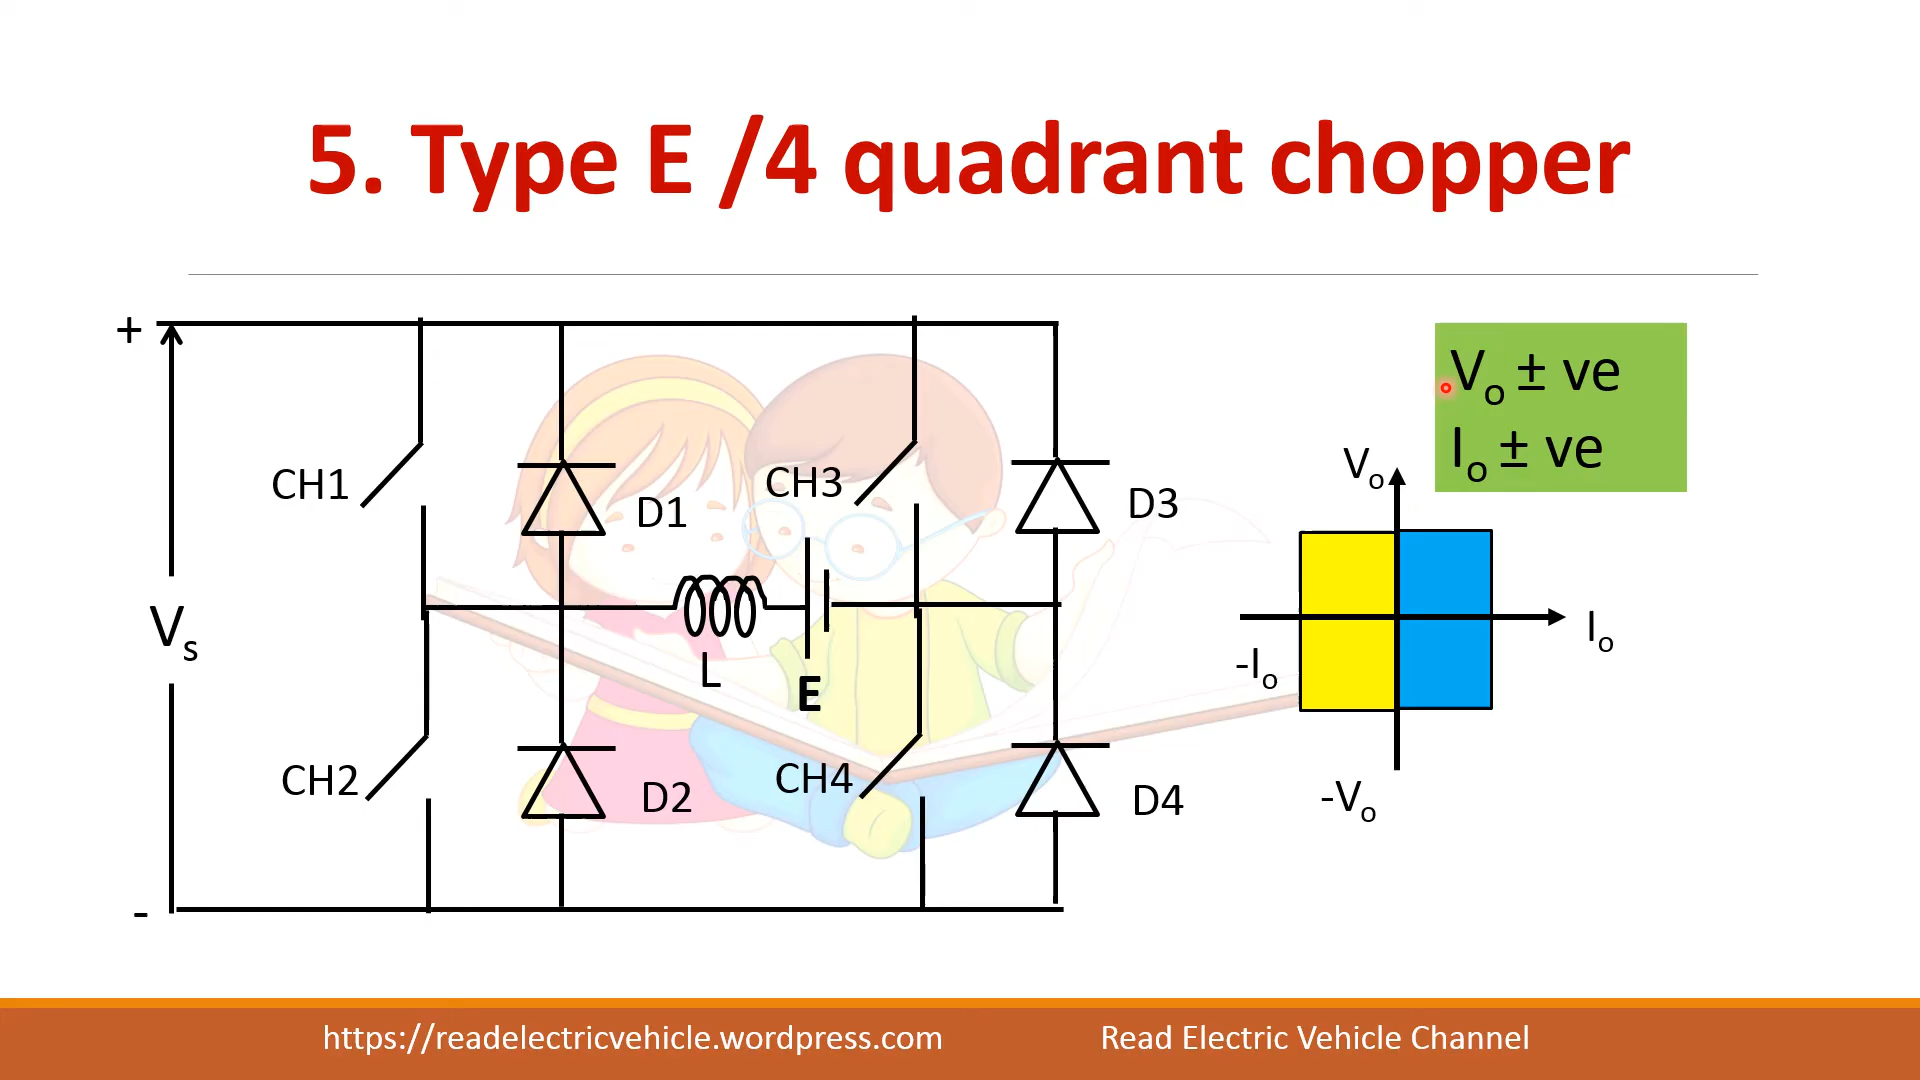 5. Type E /4 quadrant chopper
+
Vo ± ve
Io ± ve
Vo
CH1
CH3
D1
D3
Vs
Io
-Io
L
E
CH2
CH4
D2
D4
-Vo
-
https://readelectricvehicle.wordpress.com
Read Electric Vehicle Channel